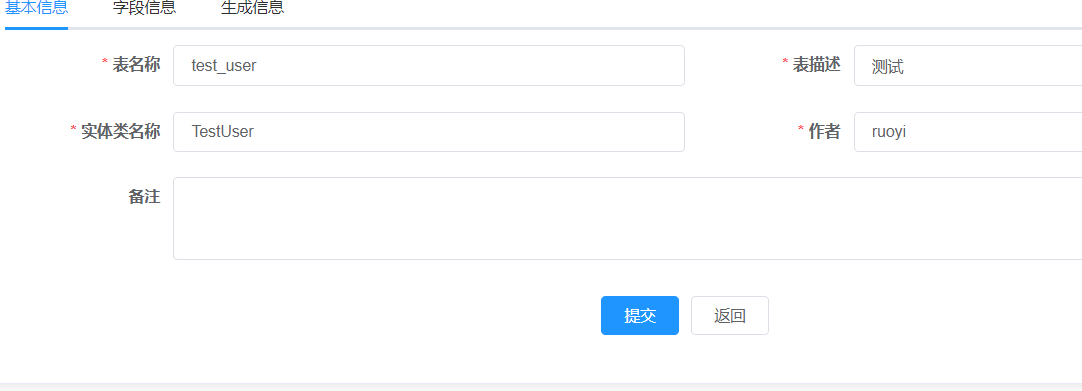 基本信息 字段信息 生成信息
* 表名称 test_user * 表描述 测试
* 实体类名称 TestUser * 作者 ruoyi
备注
提交 返回